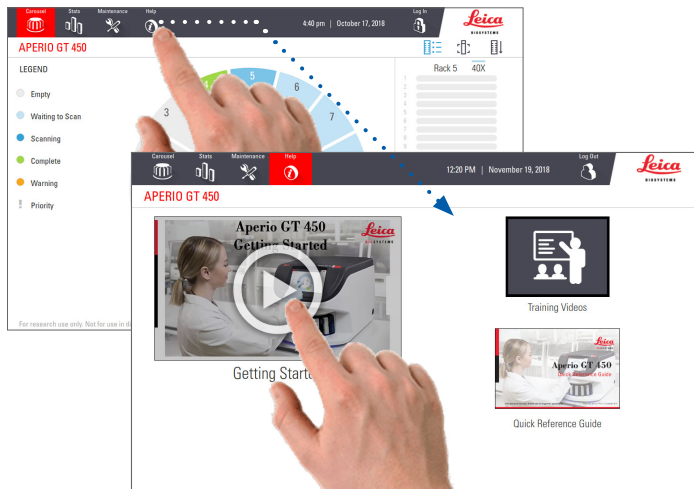 Carousel
Stats
Maintenance
Help
4:40 pm | October 17, 2018
Log In
Leica
BIOSYSTEMS
APERIO GT 450
LEGEND
Empty
Waiting to Scan
Scanning
Complete
Warning
! Priority
3
4
5
6
7
Rack 5 40X
1
2
3
4
5
6
7
8
For research use only. Not for use in di
Carousel
Stats
Maintenance
Help
12:20 PM | November 19, 2018
Log Out
Leica
BIOSYSTEMS
APERIO GT 450
Aperio GT 450
Getting Started
Leica
BIOSYSTEMS
Getting Starte
Training Videos
Leica
Aperio GT 450
Quick Reference Guide
Quick Reference Guide